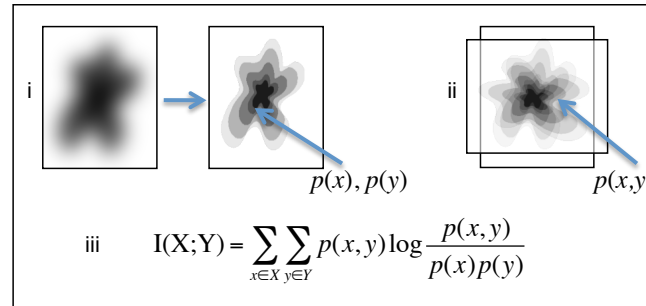 i
ii
p(x), p(y)
p(x,y
iii I(X;Y) = ∑x∈X ∑y∈Y p(x,y) log p(x,y) / p(x)p(y)